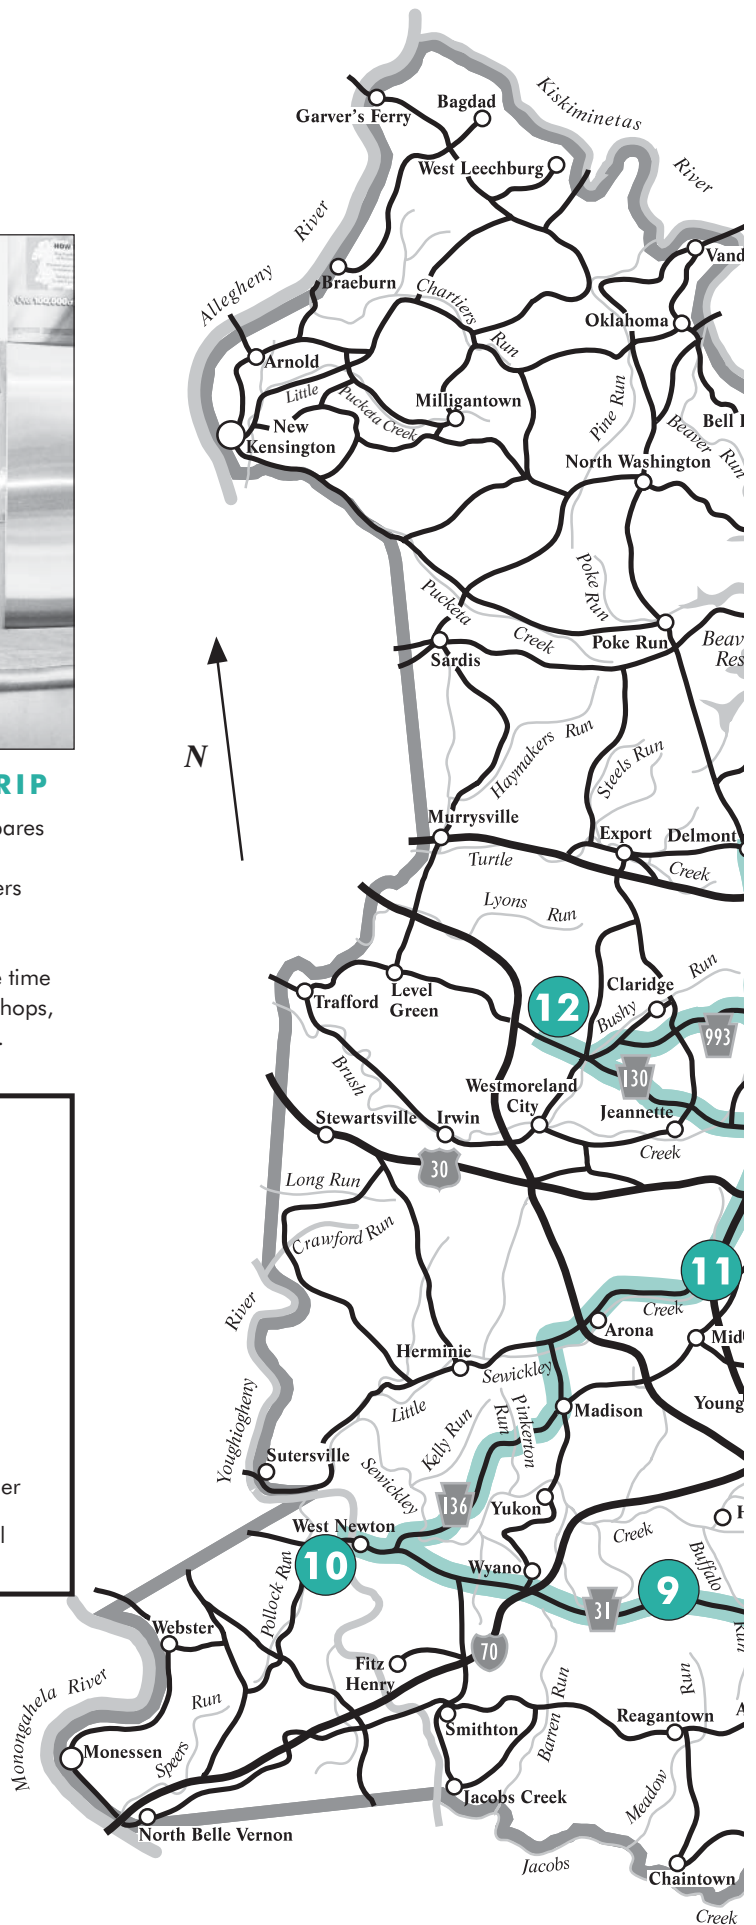 Kiskiminetas
River
Bagdad
Garver's Ferry
West Leechburg
River
Allegheny
Vand
Braeburn
Chartiers
Run
Oklahoma
Arnold
Little
Pucketa Creek
Milligantown
Pine Run
Beaver
Run
Bell
New
Kensington
North Washington
Poke Run
Pucketa
Creek
Poke Run
Beav
Res
Sardis
N
Haymakers Run
Steels Run
RIP
pares
ers
e time
hops,
.
Murrysville
Export
Delmont
Turtle
Creek
Lyons Run
Level
Green
Trafford
12
Claridge
Run
Bushy
993
130
Brush
Westmoreland
City
Jeannette
Stewartsville
Irwin
Creek
30
Long Run
Crawford Run
11
Creek
River
Arona
Mid
Herminie
Sewickley
Youghiogheny
Little
Kelly Run
Pinkerton
Run
Madison
Young
Sutersville
Sewickley
136
Yukon
er
l
West Newton
Creek
H
10
Pollock Run
Wyano
Buffalo
Run
9
31
70
Webster
Fitz
Henry
Monongahela River
Run
Speers
Barren Run
Run
Meadow
Reagantown
A
Smithton
Monessen
Jacobs Creek
North Belle Vernon
Jacobs
Creek
Chaintown